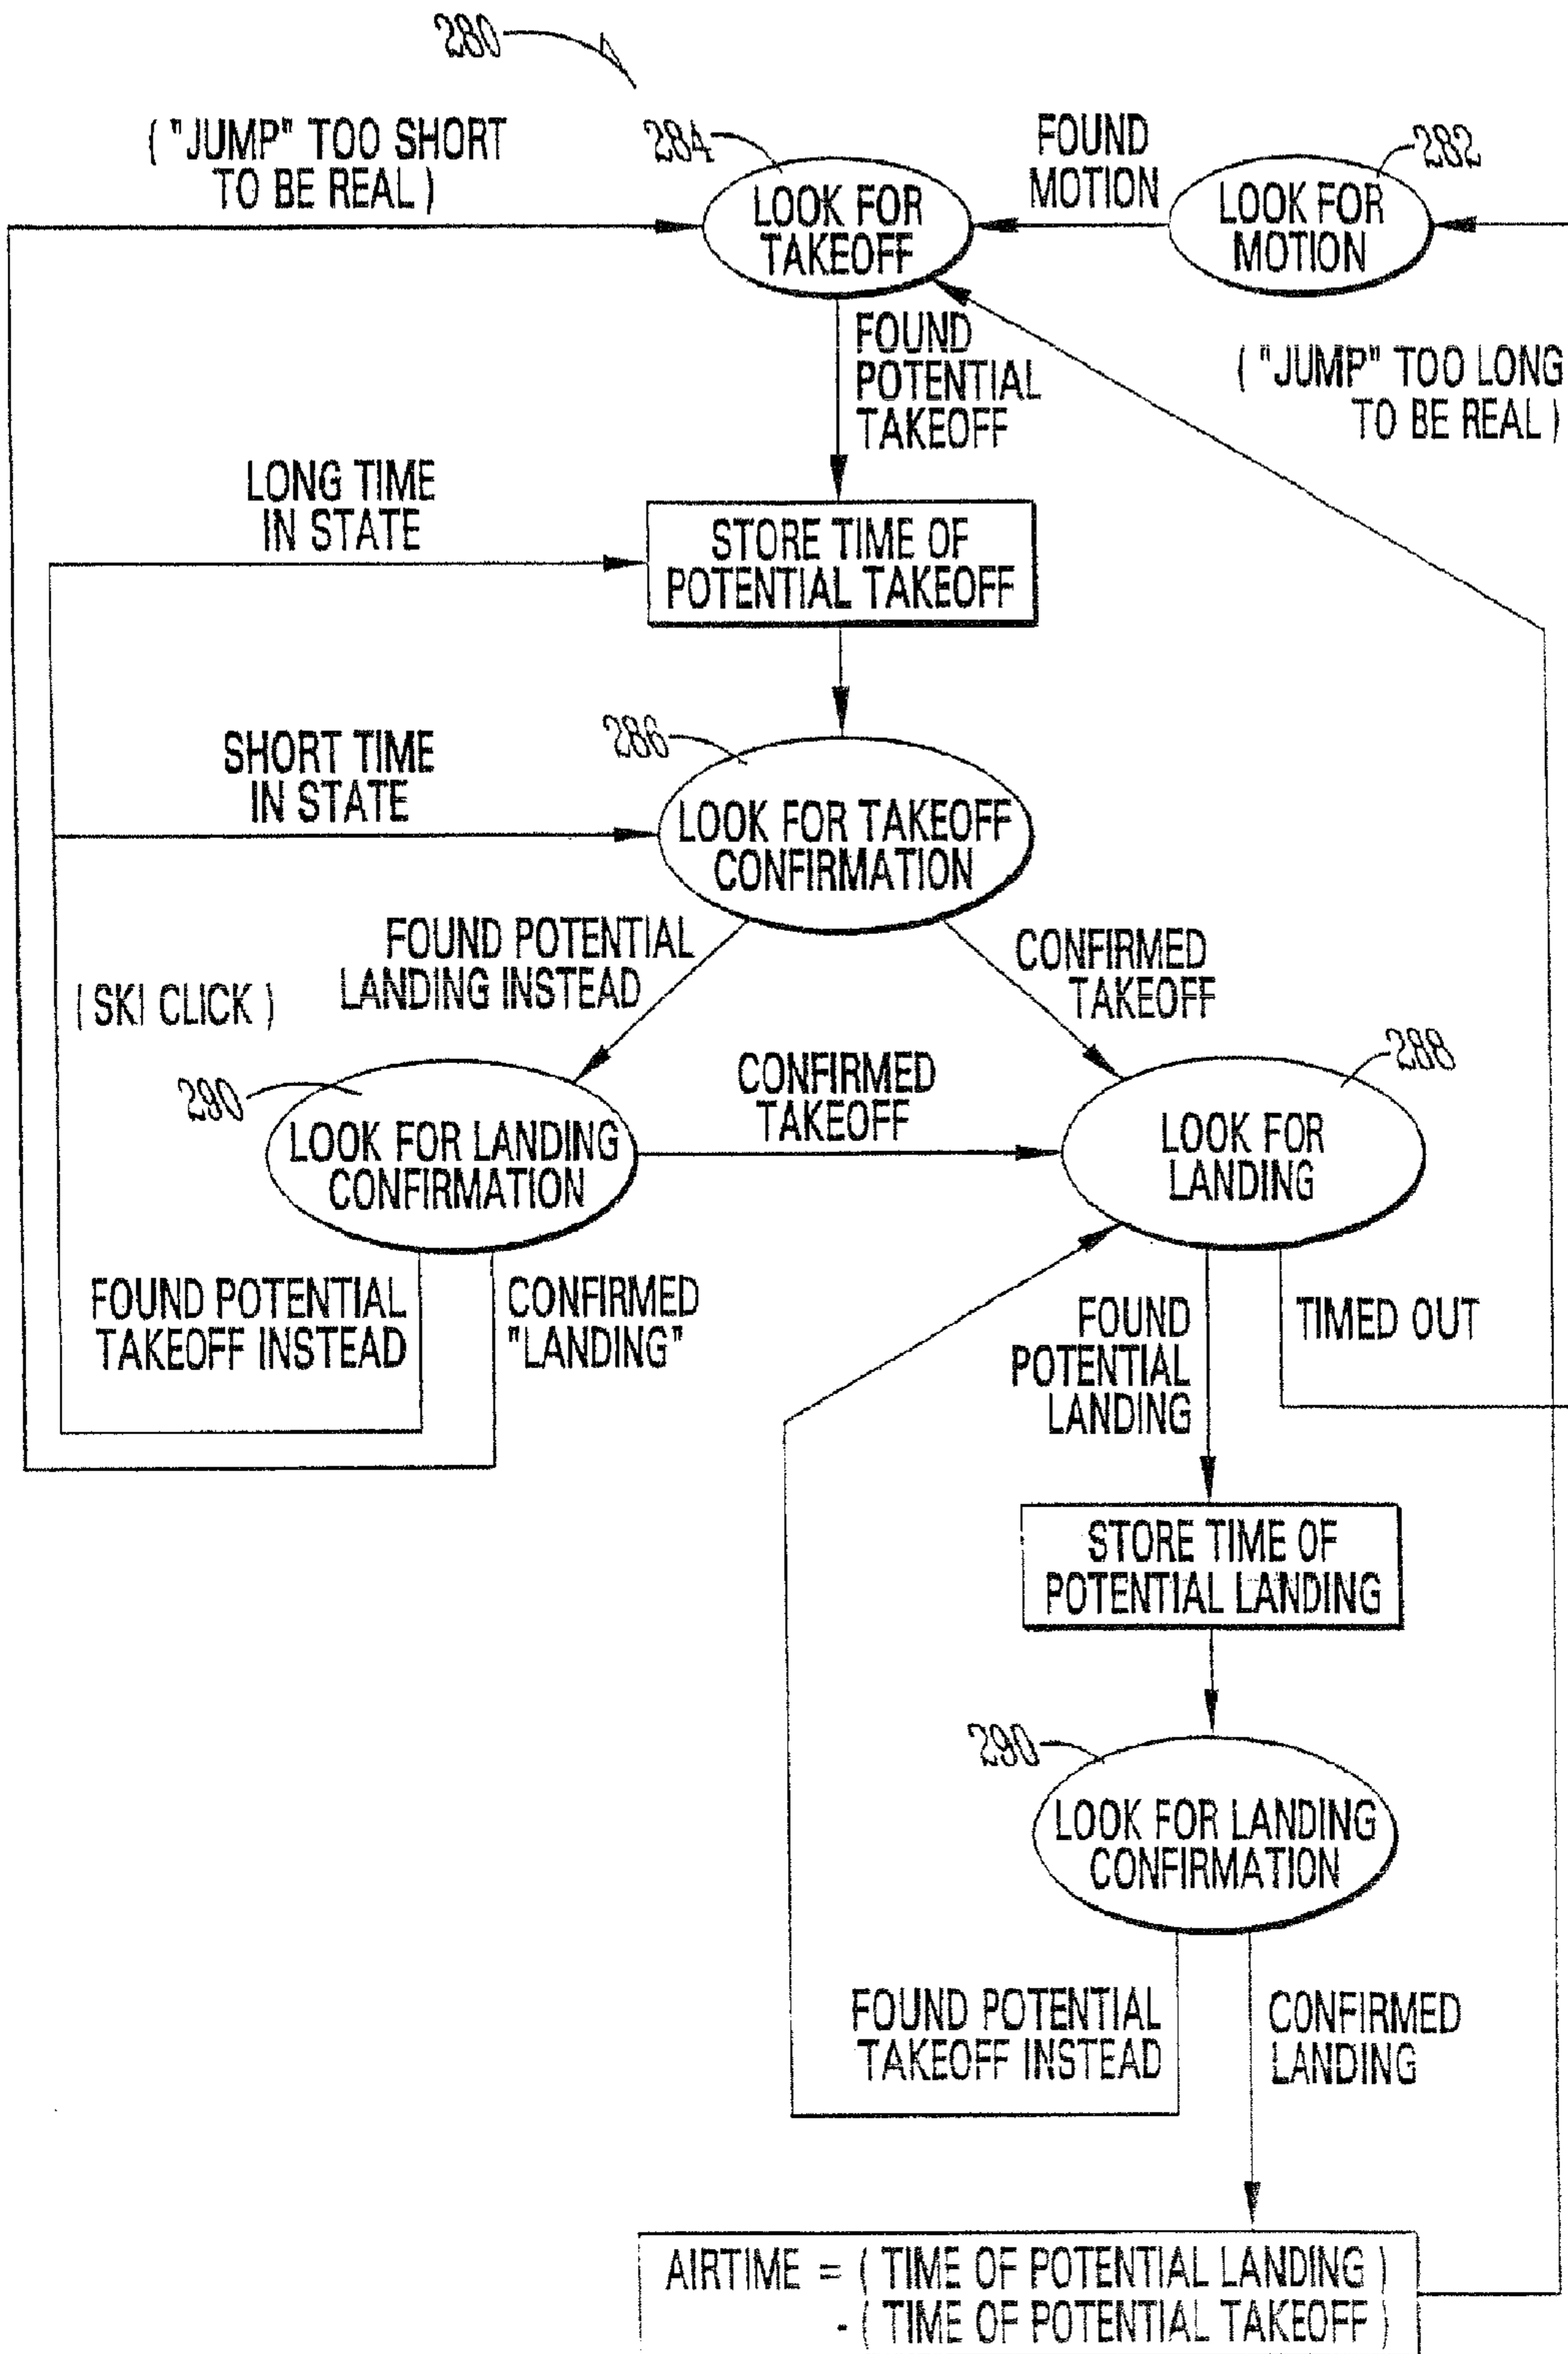 280
( "JUMP" TOO SHORT
TO BE REAL )
284
LOOK FOR
TAKEOFF
FOUND
MOTION
282
LOOK FOR
MOTION
FOUND
POTENTIAL
TAKEOFF
( "JUMP" TOO LONG
TO BE REAL )
LONG TIME
IN STATE
STORE TIME OF
POTENTIAL TAKEOFF
SHORT TIME
IN STATE
286
LOOK FOR TAKEOFF
CONFIRMATION
FOUND POTENTIAL
LANDING INSTEAD
CONFIRMED
TAKEOFF
( SKI CLICK )
290
LOOK FOR LANDING
CONFIRMATION
CONFIRMED
TAKEOFF
288
LOOK FOR
LANDING
FOUND POTENTIAL
TAKEOFF INSTEAD
CONFIRMED
"LANDING"
FOUND
POTENTIAL
LANDING
TIMED OUT
STORE TIME OF
POTENTIAL LANDING
290
LOOK FOR LANDING
CONFIRMATION
FOUND POTENTIAL
TAKEOFF INSTEAD
CONFIRMED
LANDING
AIRTIME = ( TIME OF POTENTIAL LANDING )
- ( TIME OF POTENTIAL TAKEOFF )